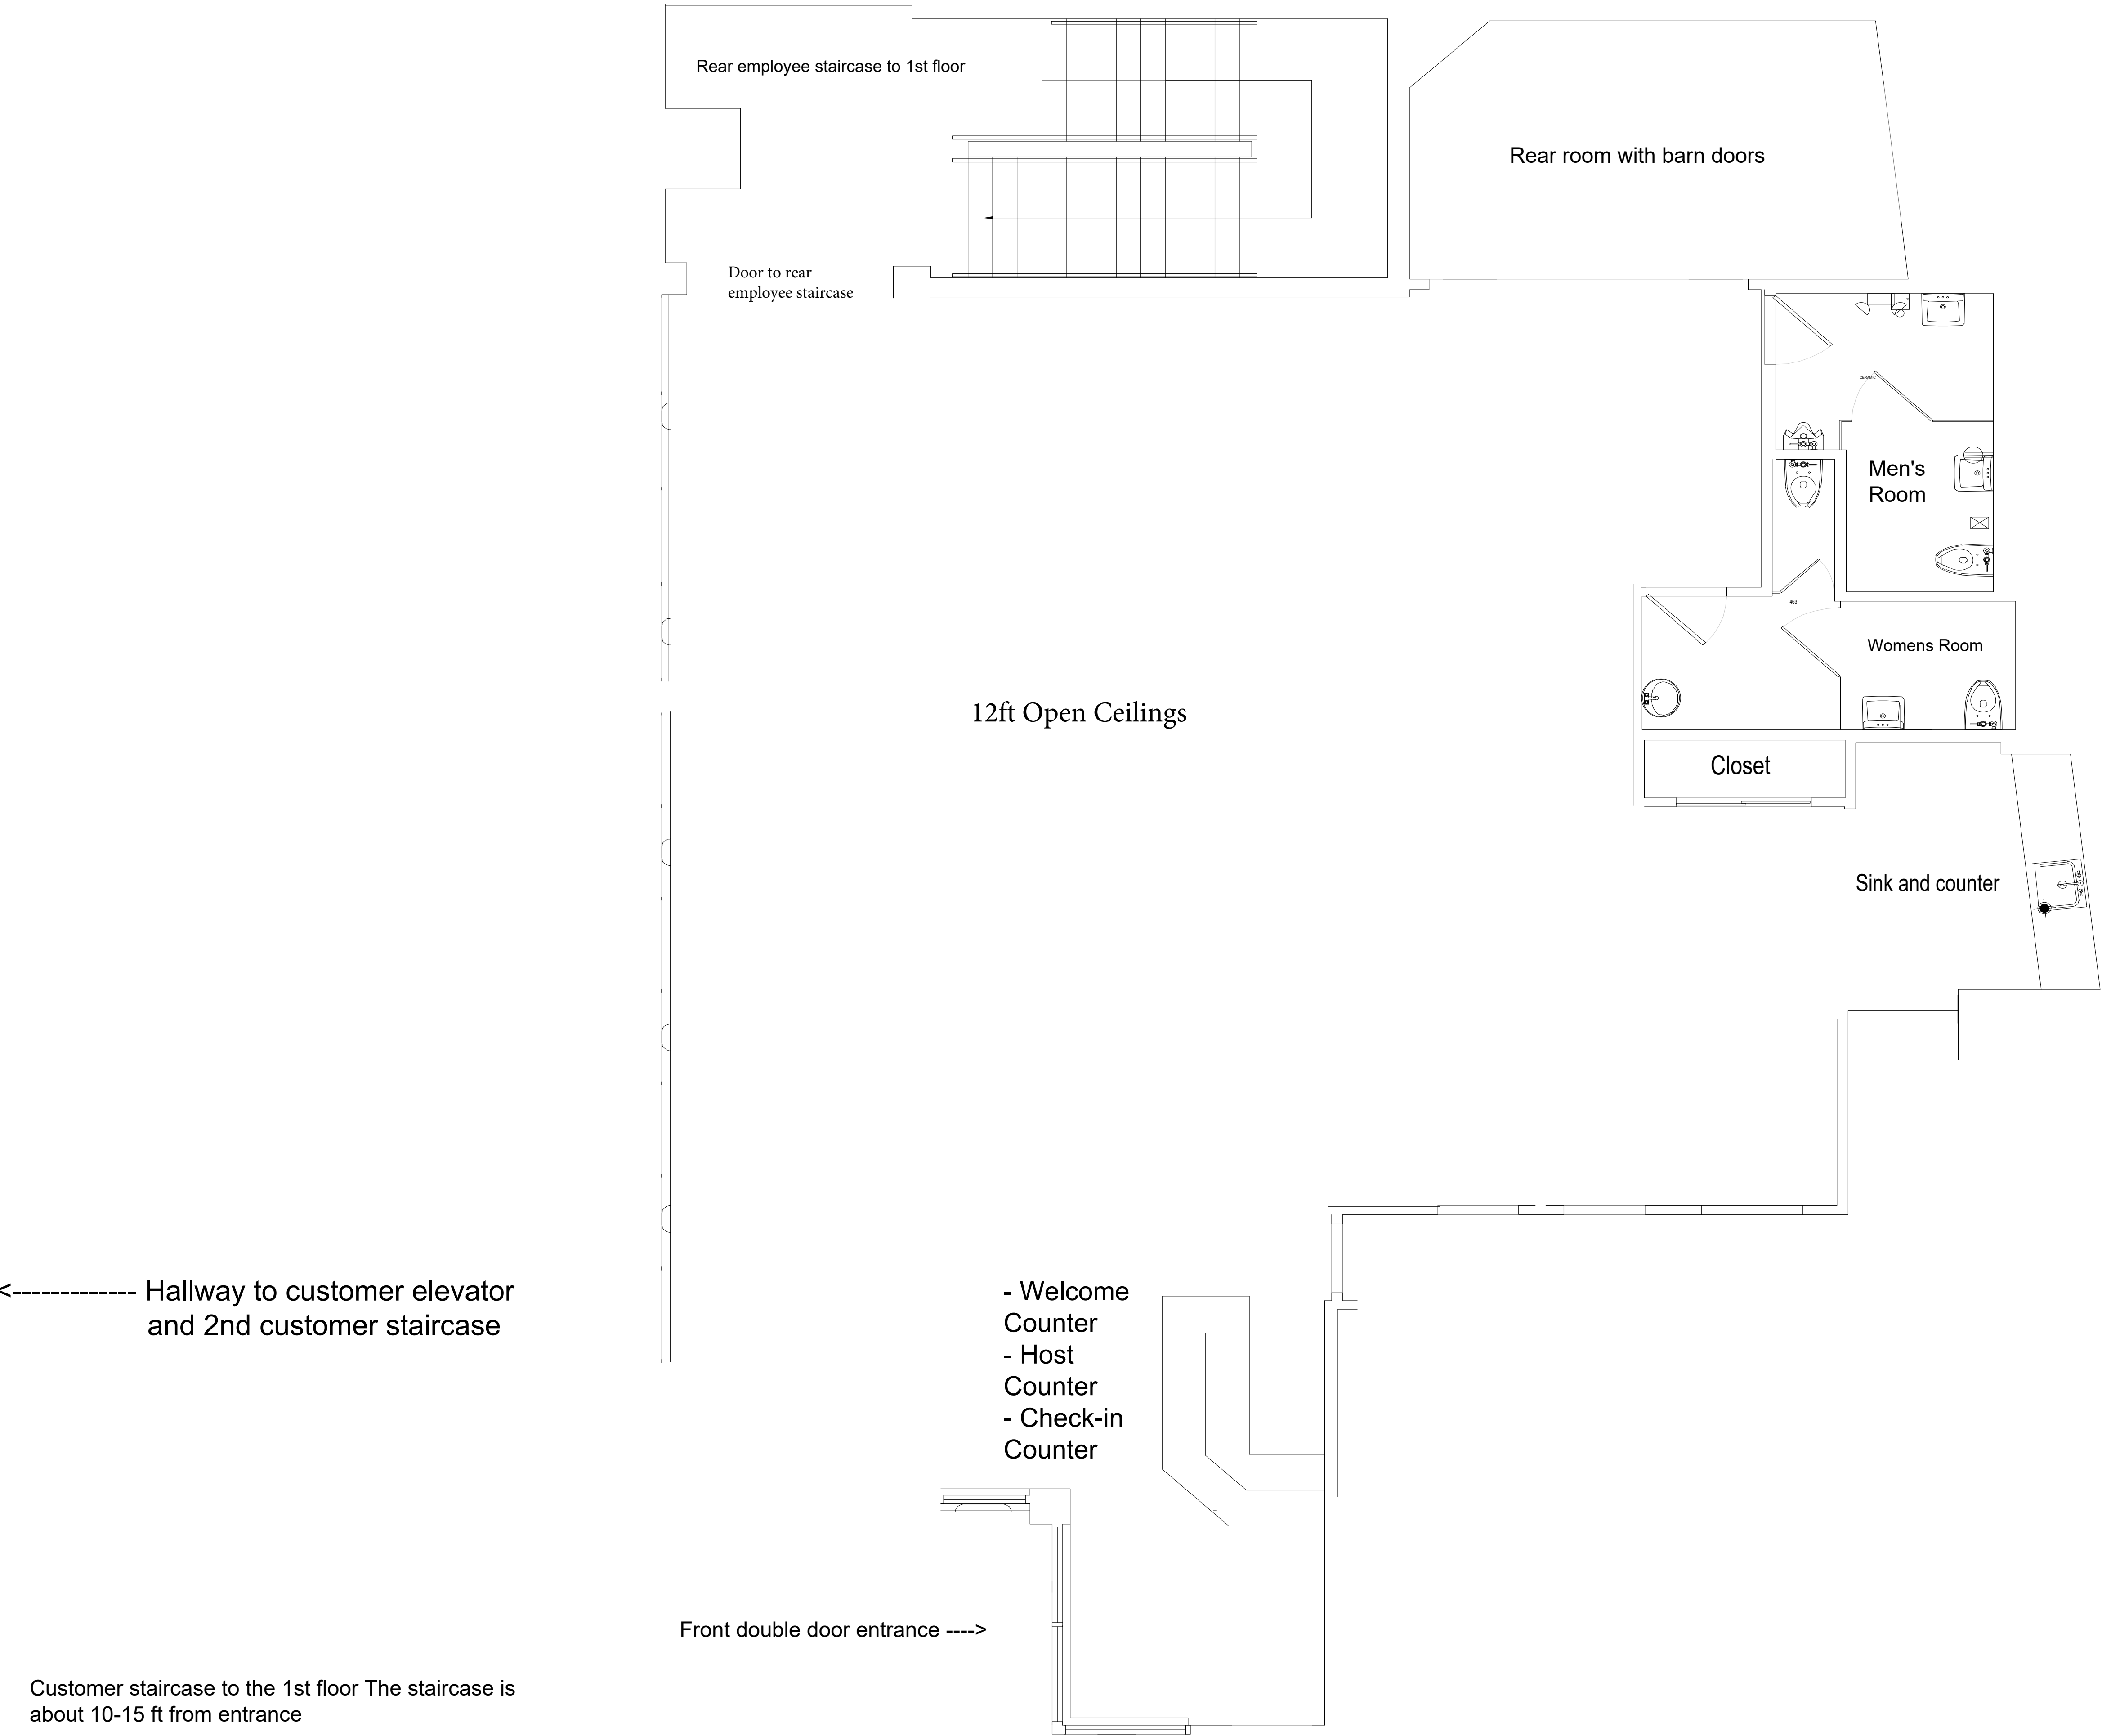 Rear employee staircase to 1st floor
Rear room with barn doors
Door to rear
employee staircase
CERAMIC
Men's
Room
463
Womens Room
12ft Open Ceilings
Closet
Sink and counter
<------------- Hallway to customer elevator
and 2nd customer staircase
- Welcome
Counter
- Host
Counter
- Check-in
Counter
Front double door entrance ---->
Customer staircase to the 1st floor The staircase is
about 10-15 ft from entrance